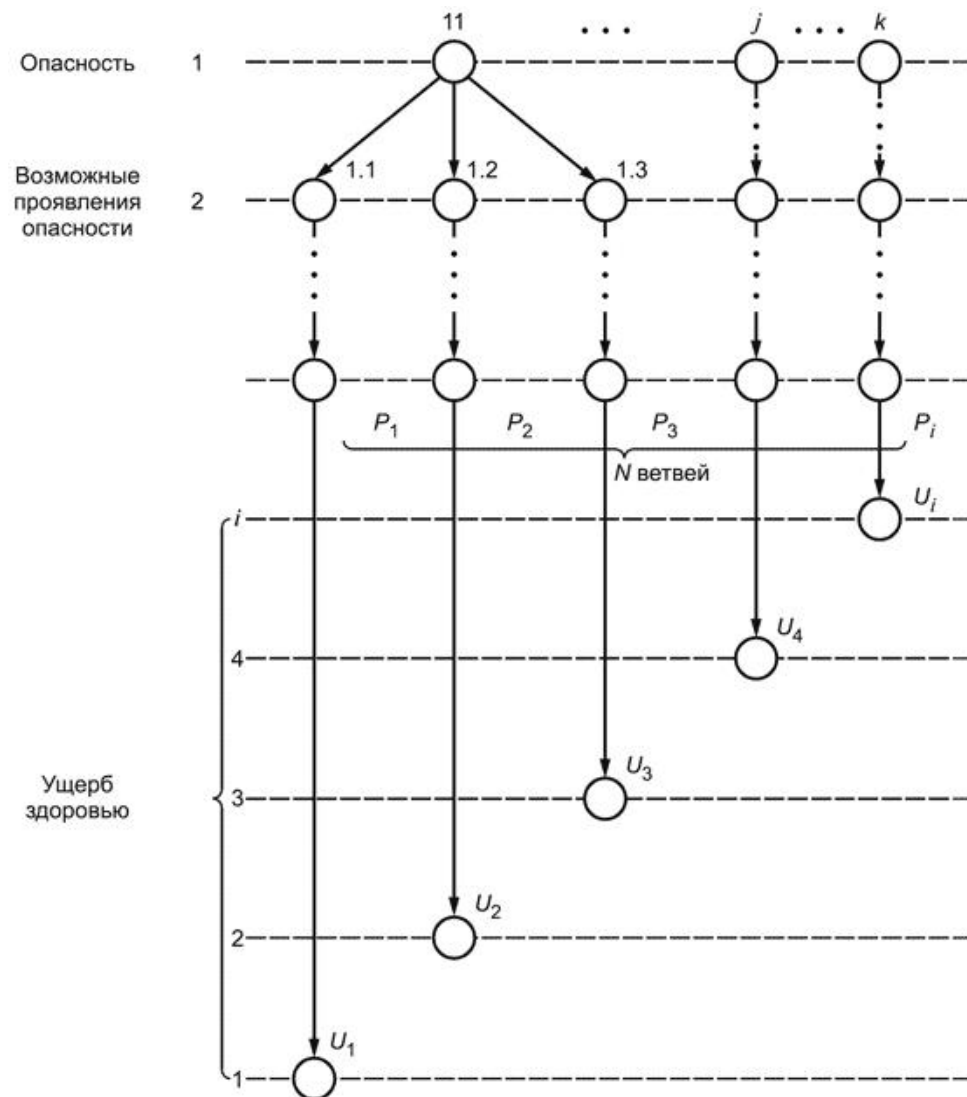 11 • • • j • • • k
Опасность 1
1.1 1.2 1.3
Возможные
проявления
опасности
2
P1 P2 P3 Pi
N ветвей
Ui
i
U4
4
U3
Ущерб
здоровью
3
U2
2
U1
1